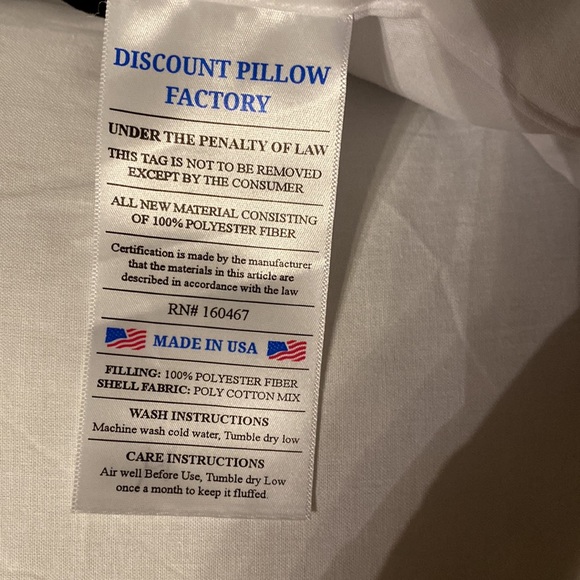 DISCOUNT PILLOW
FACTORY
UNDER THE PENALTY OF LAW
THIS TAG IS NOT TO BE REMOVED
EXCEPT BY THE CONSUMER
ALL NEW MATERIAL CONSISTING
OF 100% POLYESTER FIBER
Certification is made by the manufacturer
that the materials in this article are
described in accordance with the law
RN# 160467
MADE IN USA
FILLING: 100% POLYESTER FIBER
SHELL FABRIC: POLY COTTON MIX
WASH INSTRUCTIONS
Machine wash cold water, Tumble dry low
CARE INSTRUCTIONS
Air well Before Use, Tumble dry Low
once a month to keep it fluffed